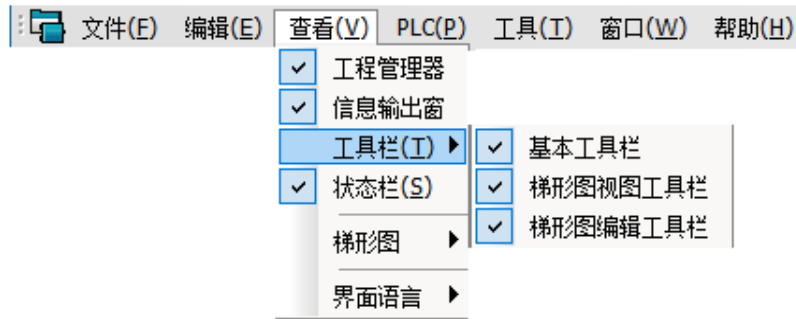 文件(F) 编辑(E) 查看(V) PLC(P) 工具(T) 窗口(W) 帮助(H)
工程管理器
信息输出窗
工具栏(T) 基本工具栏
状态栏(S) 梯形图视图工具栏
梯形图编辑工具栏
梯形图
界面语言